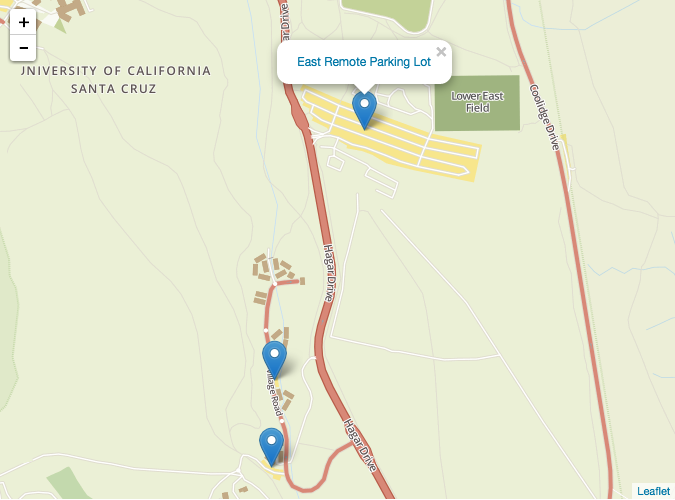 +
−
UNIVERSITY OF CALIFORNIA
SANTA CRUZ
East Remote Parking Lot
×
Lower East
Field
Coolidge Drive
Hagar Drive
Village Road
Hagar Drive
Leaflet